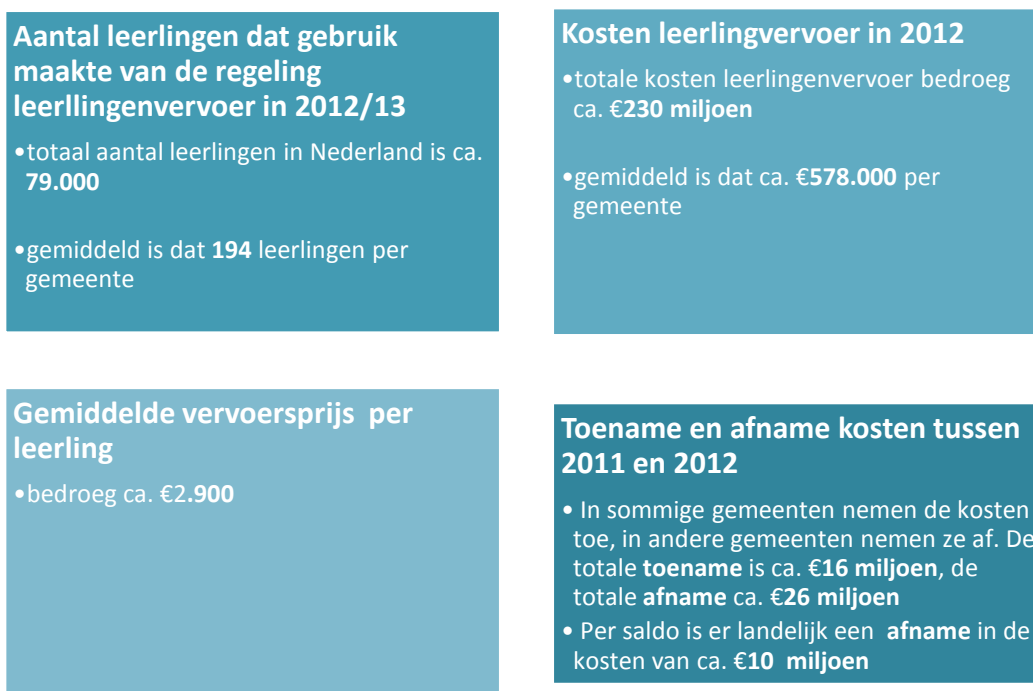 Aantal leerlingen dat gebruik
maakte van de regeling
leerllingenvervoer in 2012/13
•totaal aantal leerlingen in Nederland is ca.
79.000
•gemiddeld is dat 194 leerlingen per
gemeente
Kosten leerlingvervoer in 2012
•totale kosten leerlingenvervoer bedroeg
ca. €230 miljoen
•gemiddeld is dat ca. €578.000 per
gemeente
Gemiddelde vervoersprijs per
leerling
•bedroeg ca. €2.900
Toename en afname kosten tussen
2011 en 2012
• In sommige gemeenten nemen de kosten
toe, in andere gemeenten nemen ze af. De
totale toename is ca. €16 miljoen, de
totale afname ca. €26 miljoen
• Per saldo is er landelijk een afname in de
kosten van ca. €10 miljoen